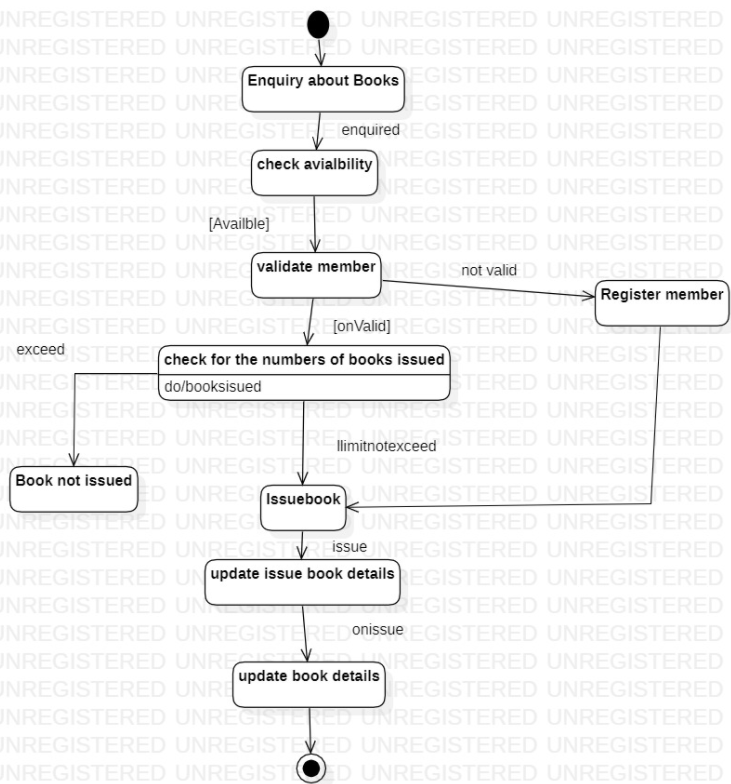 Enquiry about Books
enquired
check avialbility
[Availble]
validate member
not valid
Register member
[onValid]
exceed
check for the numbers of books issued
do/booksisued
llimitnotexceed
Book not issued
Issuebook
issue
update issue book details
onissue
update book details
UNREGISTERED UNREGISTERED UNREGISTERED UNREGISTERED